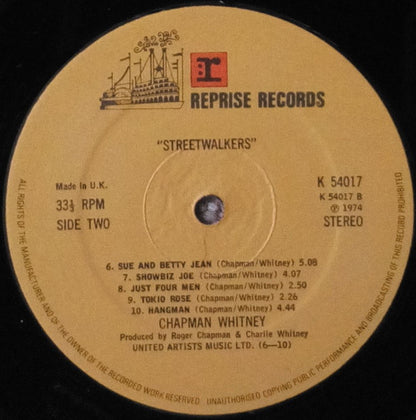 r
REPRISE RECORDS
"STREETWALKERS"
Made in U.K.
33⅓ RPM
SIDE TWO
K 54017
K 54017 B
Ⓟ 1974
STEREO
6. SUE AND BETTY JEAN (Chapman/Whitney) 5.08
7. SHOWBIZ JOE (Chapman/Whitney) 4.07
8. JUST FOUR MEN (Chapman/Whitney) 2.50
9. TOKIO ROSE (Chapman/Whitney) 2.26
10. HANGMAN (Chapman/Whitney) 4.44
CHAPMAN WHITNEY
Produced by Roger Chapman & Charlie Whitney
UNITED ARTISTS MUSIC LTD. (6—10)
ALL RIGHTS OF THE MANUFACTURER AND OF THE OWNER OF THE RECORDED WORK RESERVED. UNAUTHORISED COPYING PUBLIC PERFORMANCE AND BROADCASTING OF THIS RECORD PROHIBITED